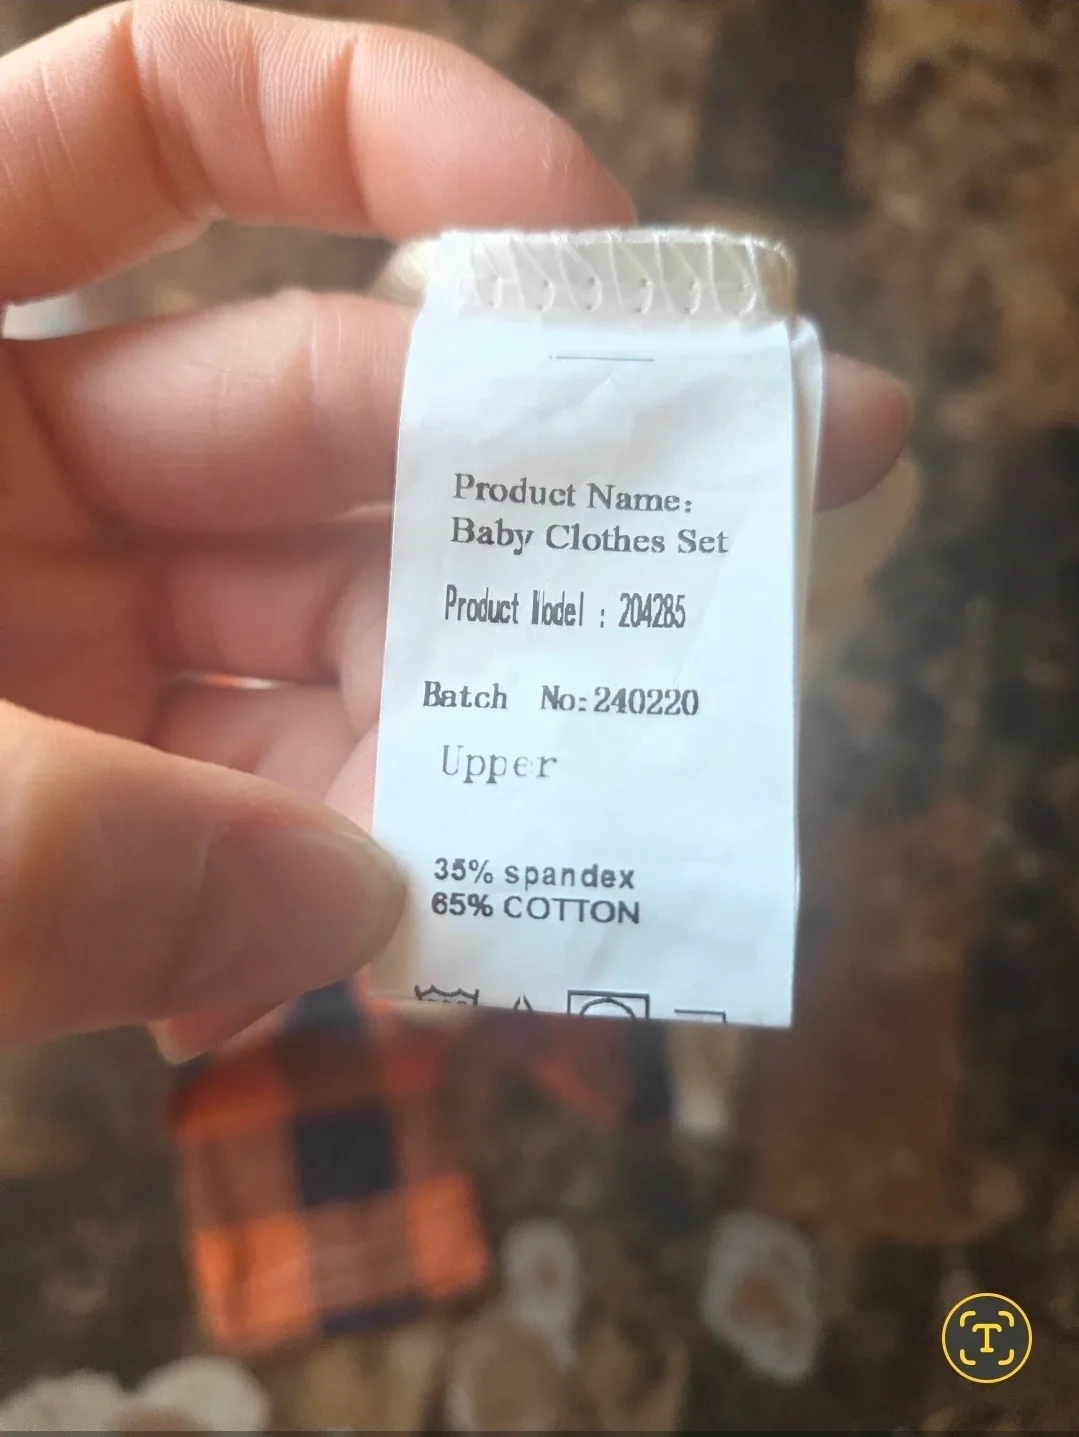 Product Name:
Baby Clothes Set
Product Model : 204285
Batch No:240220
Upper
35% spandex
65% COTTON